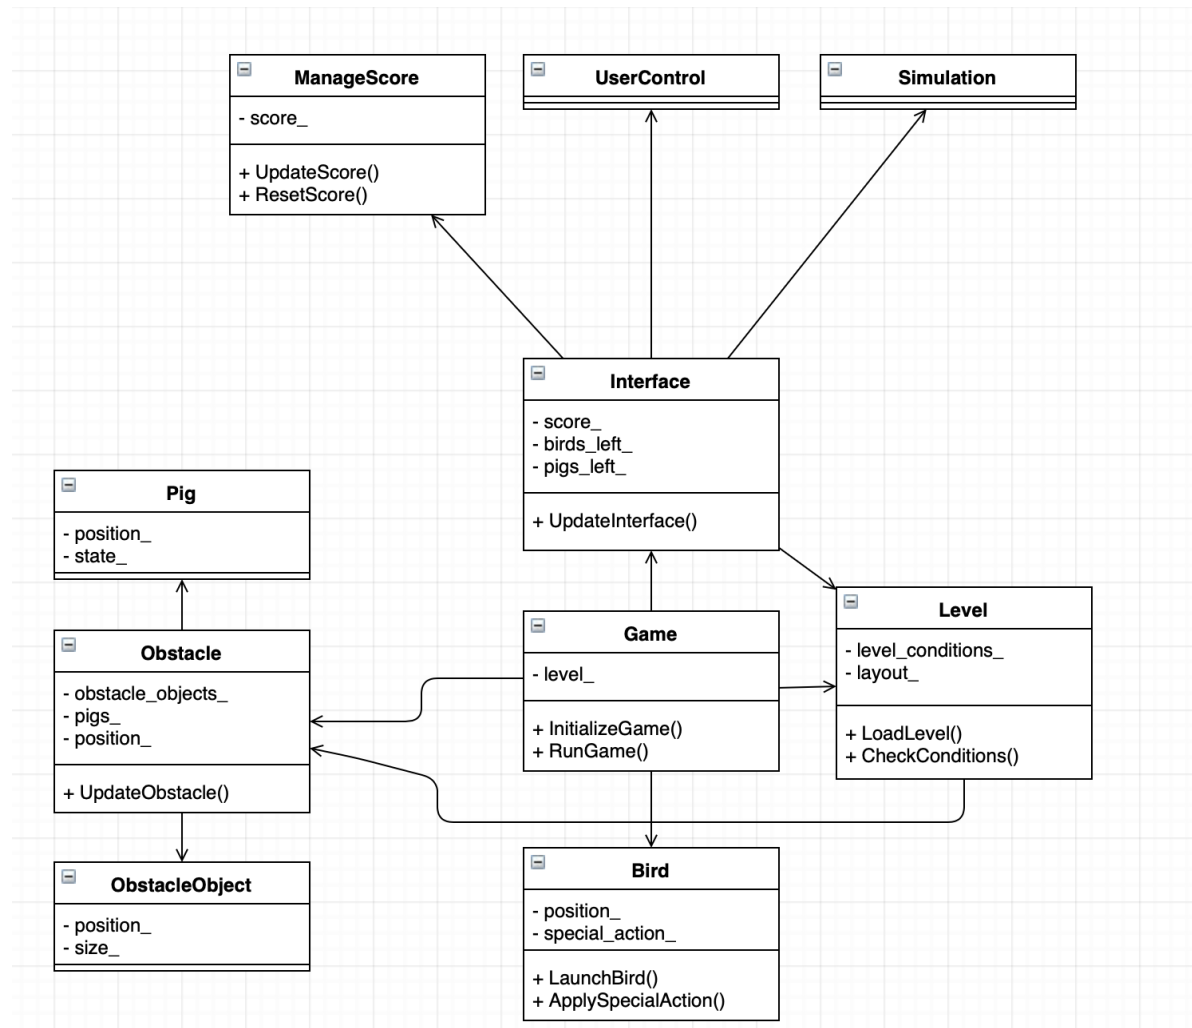 ManageScore
- score_
+ UpdateScore()
+ ResetScore()
UserControl
Simulation
Interface
- score_
- birds_left_
- pigs_left_
+ UpdateInterface()
Pig
- position_
- state_
Obstacle
- obstacle_objects_
- pigs_
- position_
+ UpdateObstacle()
ObstacleObject
- position_
- size_
Game
- level_
+ InitializeGame()
+ RunGame()
Level
- level_conditions_
- layout_
+ LoadLevel()
+ CheckConditions()
Bird
- position_
- special_action_
+ LaunchBird()
+ ApplySpecialAction()